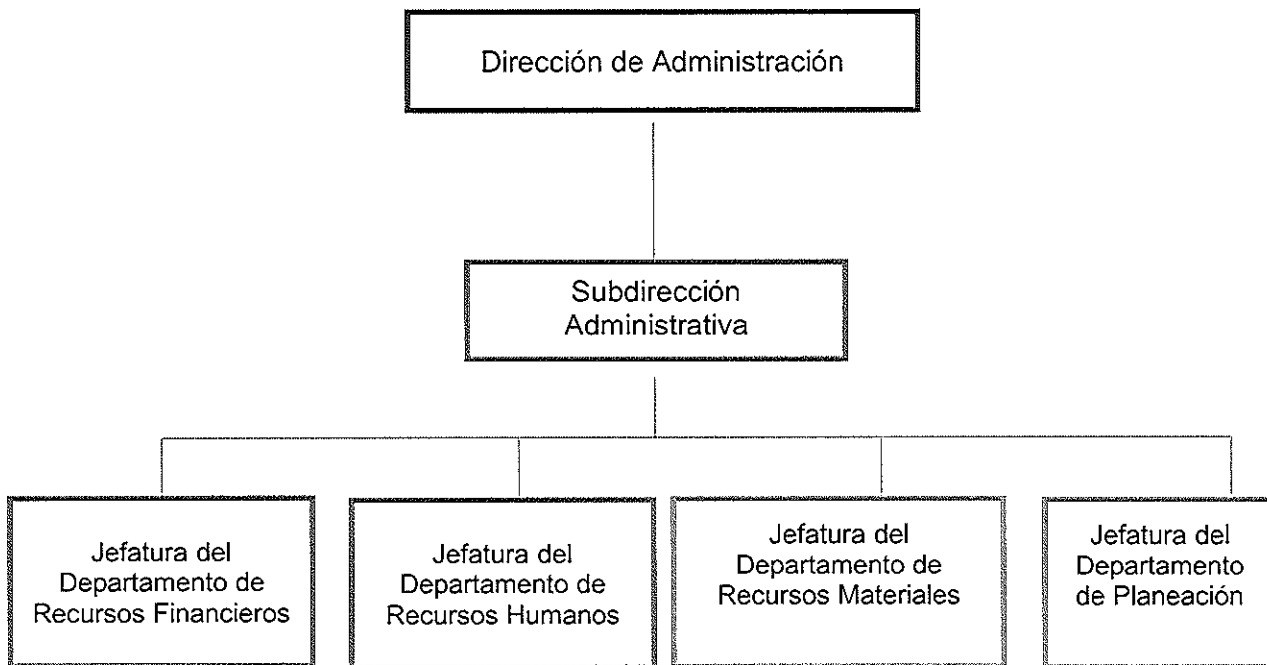 Dirección de Administración
Subdirección
Administrativa
Jefatura del
Departamento de
Recursos Financieros
Jefatura del
Departamento de
Recursos Humanos
Jefatura del
Departamento de
Recursos Materiales
Jefatura del
Departamento
de Planeación